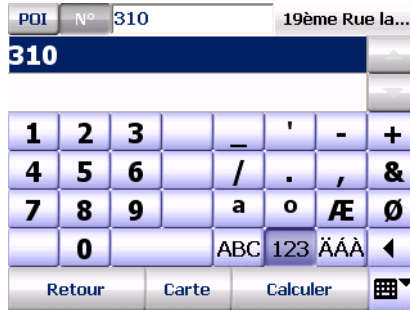 POI N° 310 19ème Rue la...
310
1 2 3 _ ' - +
4 5 6 / . , &
7 8 9 a o Æ Ø
0 ABC 123 ÄÁÀ
Retour Carte Calculer